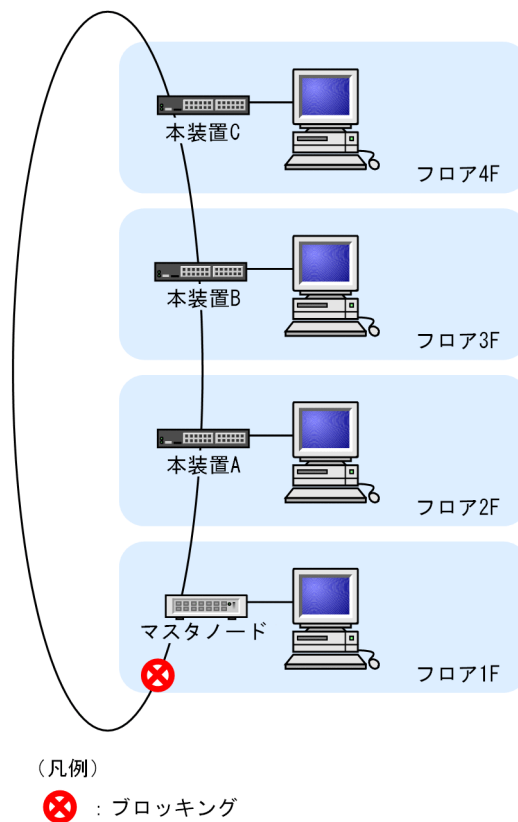 本装置C
フロア4F
本装置B
フロア3F
本装置A
フロア2F
マスタノード
フロア1F
(凡例)
:ブロッキング